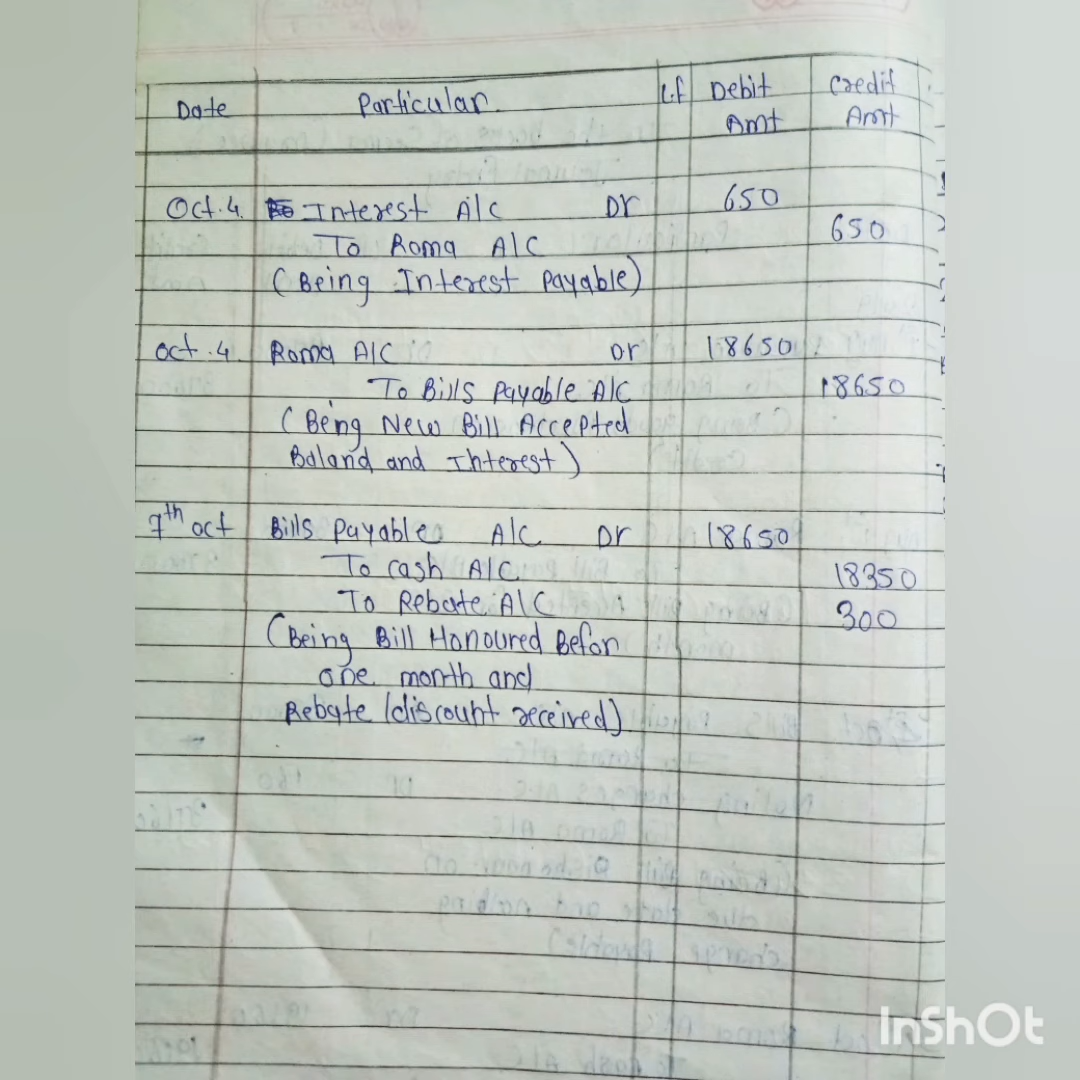 Date Particular L.f Debit Amt Credit Amt
Oct. 4. Interest A/c Dr 650
To Roma A/C 650
(Being Interest Payable)
Oct. 4. Roma A/C Dr 18650
To Bills Payable A/C 18650
(Being New Bill Accepted
Baland and Interest)
7th oct Bills Payable A/C Dr 18650
To cash A/C 18350
To Rebate A/C 300
(Being Bill Honoured Befor
one month and
Rebate (discount received)
InShOt